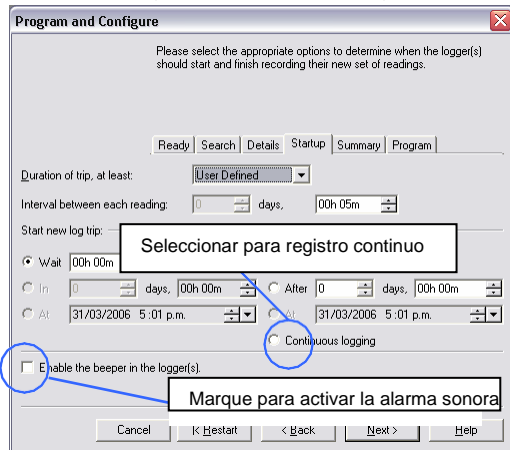 Program and Configure
Please select the appropriate options to determine when the logger(s)
should start and finish recording their new set of readings.
Ready Search Details Startup Summary Program
Duration of trip, at least: User Defined
Interval between each reading: 0 days, 00h 05m
Start new log trip:
Seleccionar para registro continuo
Wait 00h 00m
In 0 days, 00h 00m After 0 days, 00h 00m
At 31/03/2006 5:01 p.m. At 31/03/2006 5:01 p.m.
Continuous logging
Enable the beeper in the logger(s).
Marque para activar la alarma sonora
Cancel |< Restart < Back Next > Help